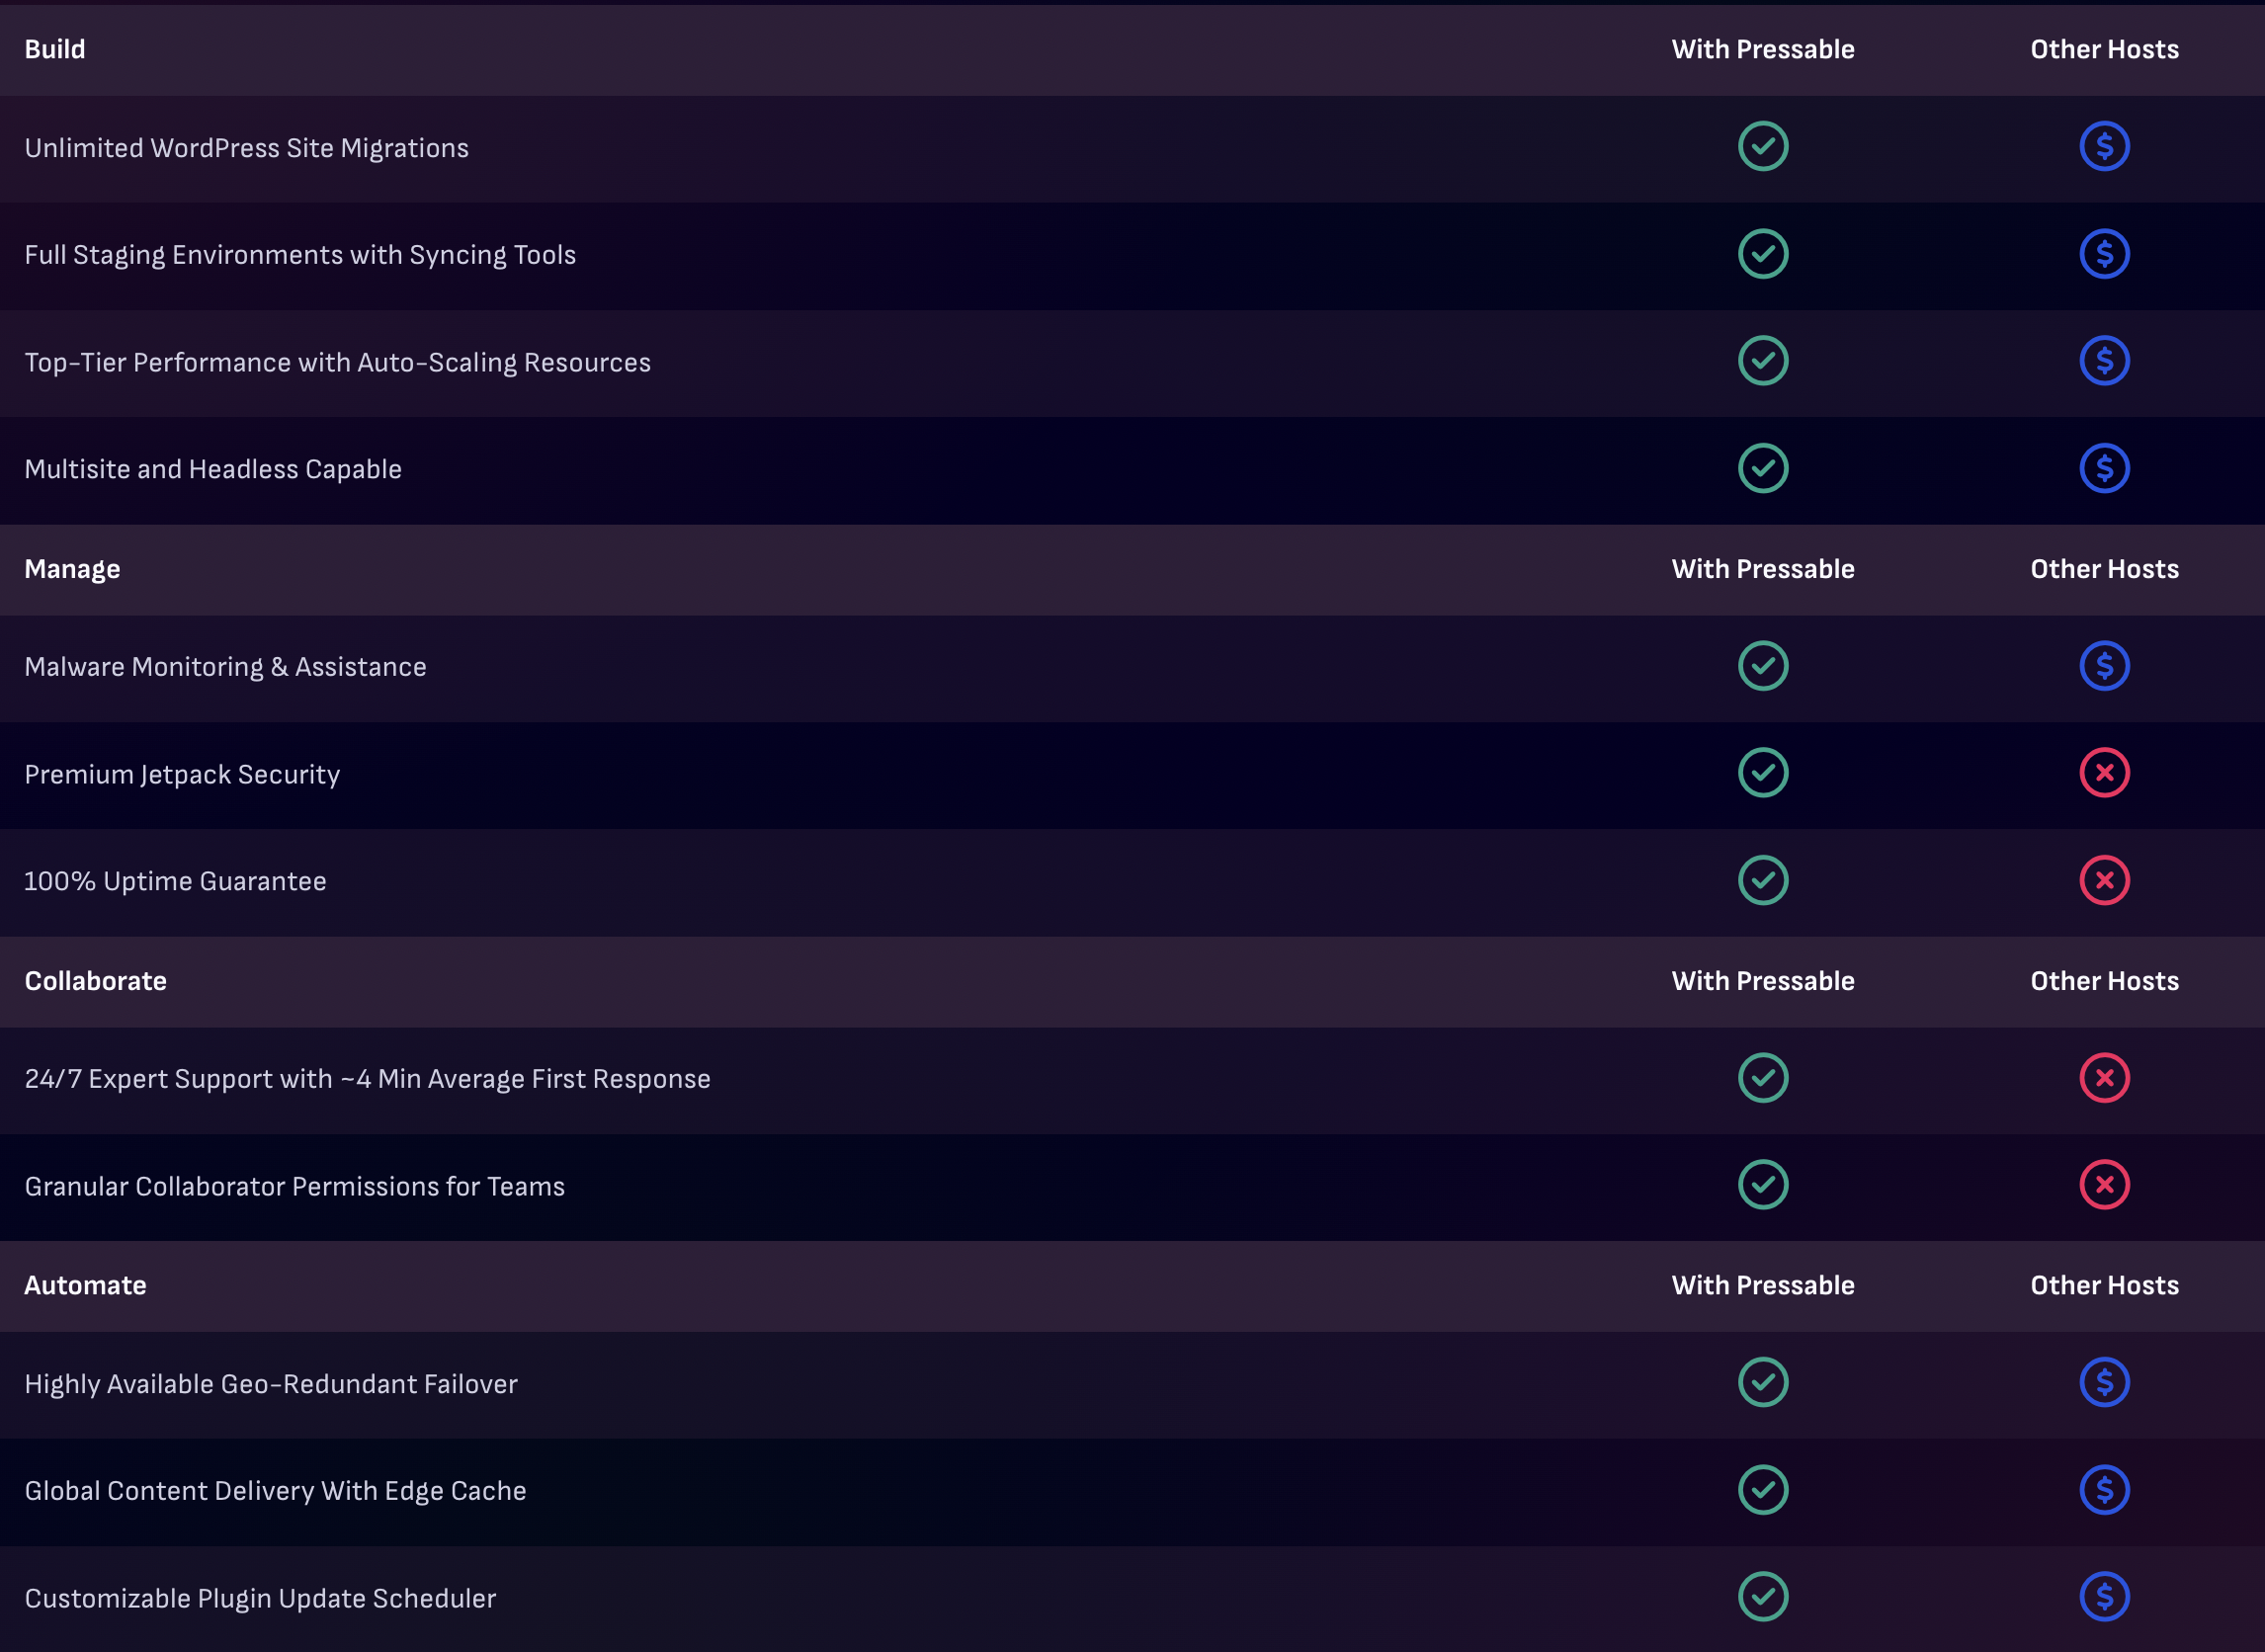 Build With Pressable Other Hosts
Unlimited WordPress Site Migrations $
Full Staging Environments with Syncing Tools $
Top-Tier Performance with Auto-Scaling Resources $
Multisite and Headless Capable $
Manage With Pressable Other Hosts
Malware Monitoring & Assistance $
Premium Jetpack Security
100% Uptime Guarantee
Collaborate With Pressable Other Hosts
24/7 Expert Support with ~4 Min Average First Response
Granular Collaborator Permissions for Teams
Automate With Pressable Other Hosts
Highly Available Geo-Redundant Failover $
Global Content Delivery With Edge Cache $
Customizable Plugin Update Scheduler $